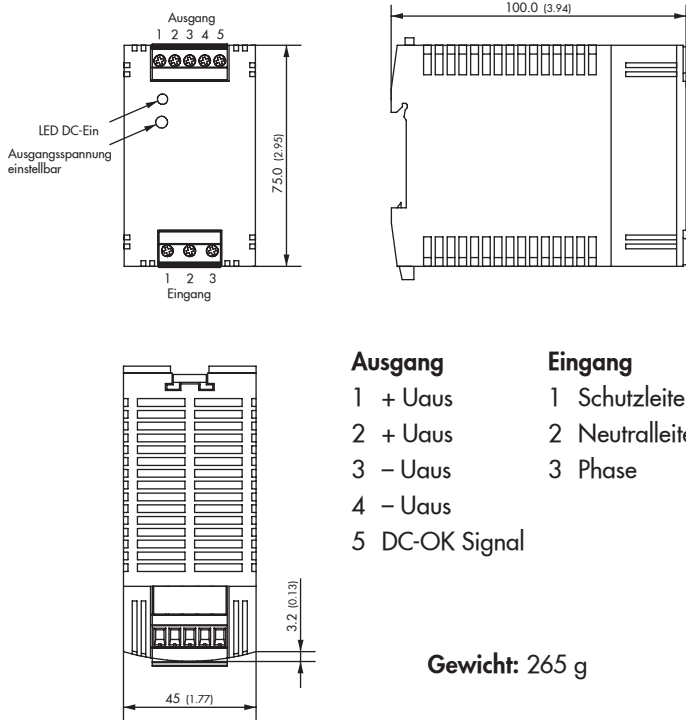 Ausgang
1 2 3 4 5
LED DC-Ein
Ausgangsspannung
einstellbar
75.0 (2.95)
1 2 3
Eingang
100.0 (3.94)
3.2 (0.13)
45 (1.77)
Ausgang
1 + Uaus
2 + Uaus
3 – Uaus
4 – Uaus
5 DC-OK Signal
Eingang
1 Schutzleite
2 Neutralleite
3 Phase
Gewicht: 265 g